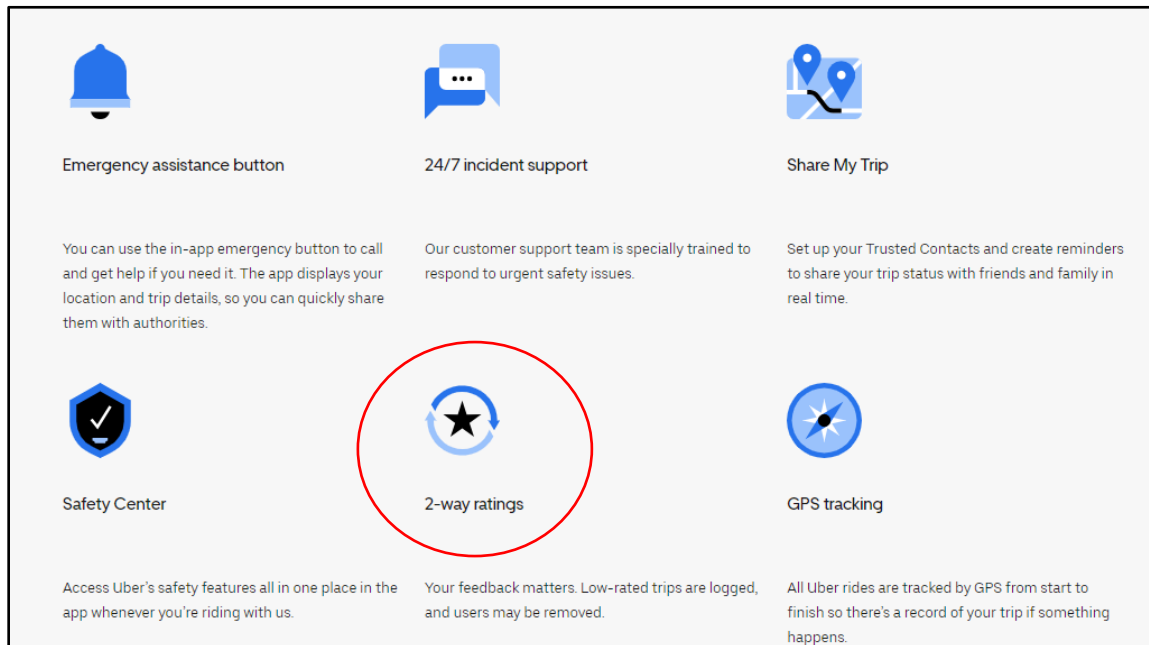 Emergency assistance button
24/7 incident support
Share My Trip
You can use the in-app emergency button to call
and get help if you need it. The app displays your
location and trip details, so you can quickly share
them with authorities.
Our customer support team is specially trained to
respond to urgent safety issues.
Set up your Trusted Contacts and create reminders
to share your trip status with friends and family in
real time.
Safety Center
2-way ratings
GPS tracking
Access Uber’s safety features all in one place in the
app whenever you’re riding with us.
Your feedback matters. Low-rated trips are logged,
and users may be removed.
All Uber rides are tracked by GPS from start to
finish so there’s a record of your trip if something
happens.